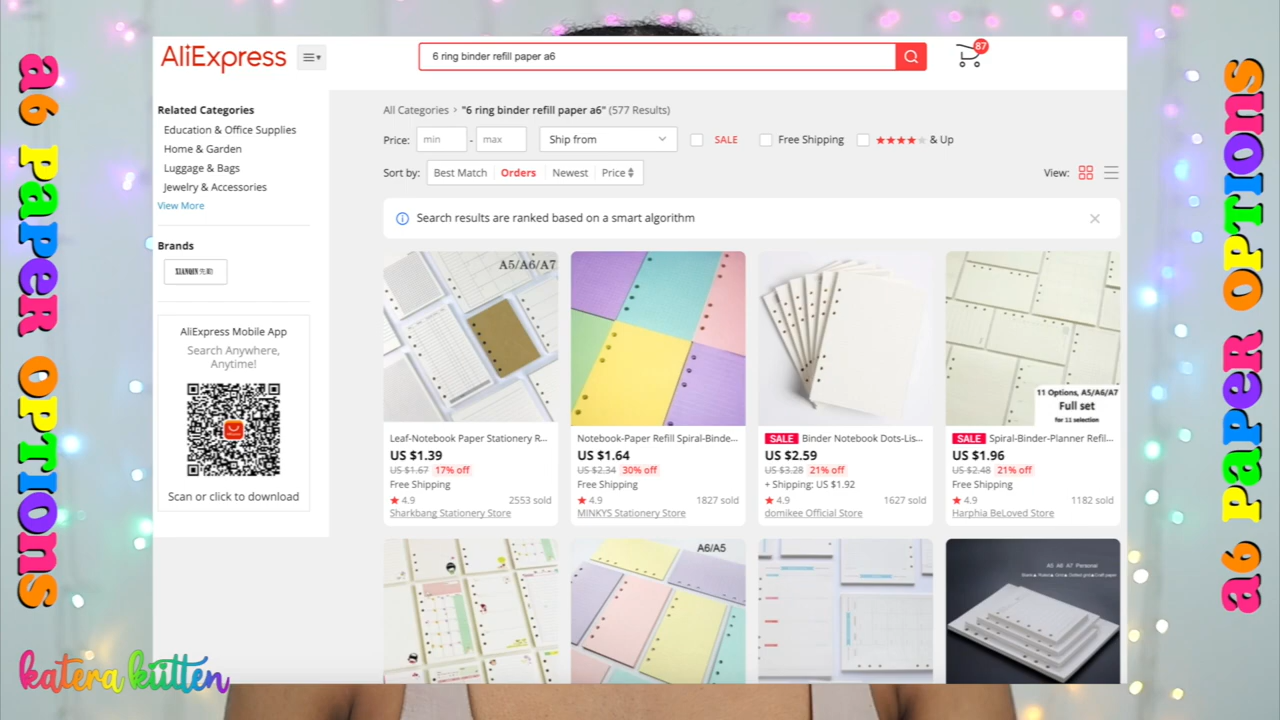 a6 Paper Options
AliExpress
6 ring binder refill paper a6
87
Related Categories
Education & Office Supplies
Home & Garden
Luggage & Bags
Jewelry & Accessories
View More
Brands
XIANQIN
AliExpress Mobile App
Search Anywhere,
Anytime!
Scan or click to download
All Categories > "6 ring binder refill paper a6" (577 Results)
Price: min - max Ship from SALE Free Shipping & Up
Sort by: Best Match Orders Newest Price
View:
Search results are ranked based on a smart algorithm
A5/A6/A7
11 Options, A5/A6/A7
Full set
for 11 selection
Leaf-Notebook Paper Stationery R...
US $1.39
US $1.67 17% off
Free Shipping
4.9 2553 sold
Sharkbang Stationery Store
Notebook-Paper Refill Spiral-Binde...
US $1.64
US $2.34 30% off
Free Shipping
4.9 1827 sold
MINKYS Stationery Store
SALE Binder Notebook Dots-Lis...
US $2.59
US $3.28 21% off
+ Shipping: US $1.92
4.9 1627 sold
domikee Official Store
SALE Spiral-Binder-Planner Refil...
US $1.96
US $2.48 21% off
Free Shipping
4.9 1182 sold
Harphia BeLoved Store
A6/A5
A5 A6 A7 Personal
a6 Paper Options
katera kiitten